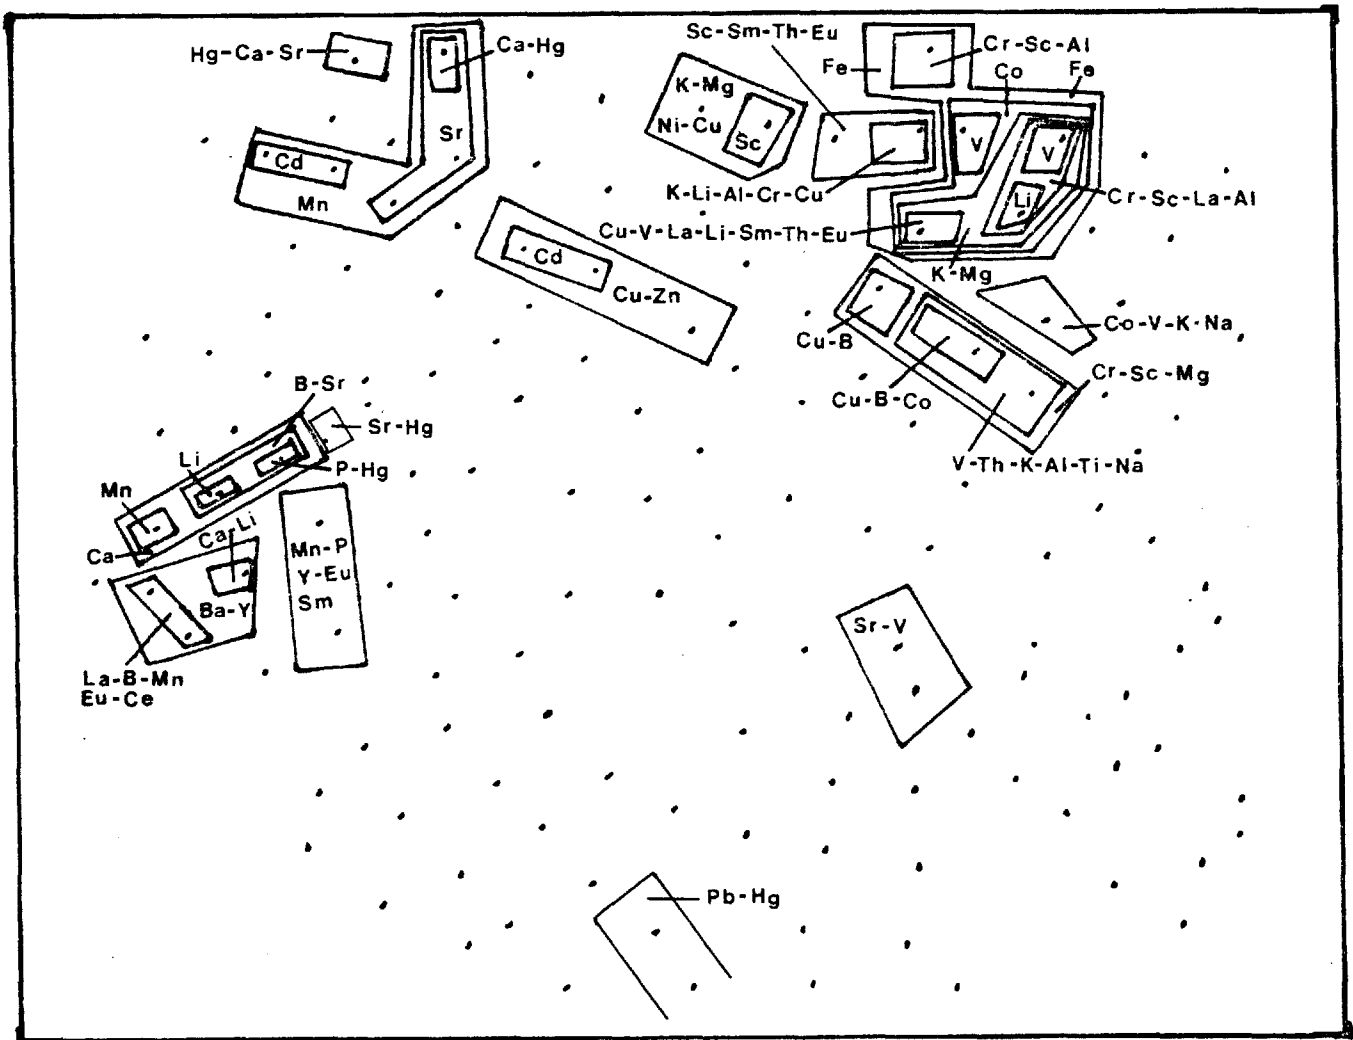 Sc-Sm-Th-Eu
Hg-Ca-Sr
Ca-Hg
Cr-Sc-Al
Fe
Co
Fe
K-Mg
Ni-Cu
Sc
Sr
Cd
Mn
V
V
K-Li-Al-Cr-Cu
Li
Cr-Sc-La-Al
Cu-V-La-Li-Sm-Th-Eu
K-Mg
Cd
Cu-Zn
Co-V-K-Na
Cu-B
Cr-Sc-Mg
Cu-B-Co
B-Sr
Sr-Hg
Li
P-Hg
V-Th-K-Al-Ti-Na
Mn
Ca-Li
Ca
Mn-P
Y-Eu
Sm
Ba-Y
Sr-V
La-B-Mn
Eu-Ce
Pb-Hg